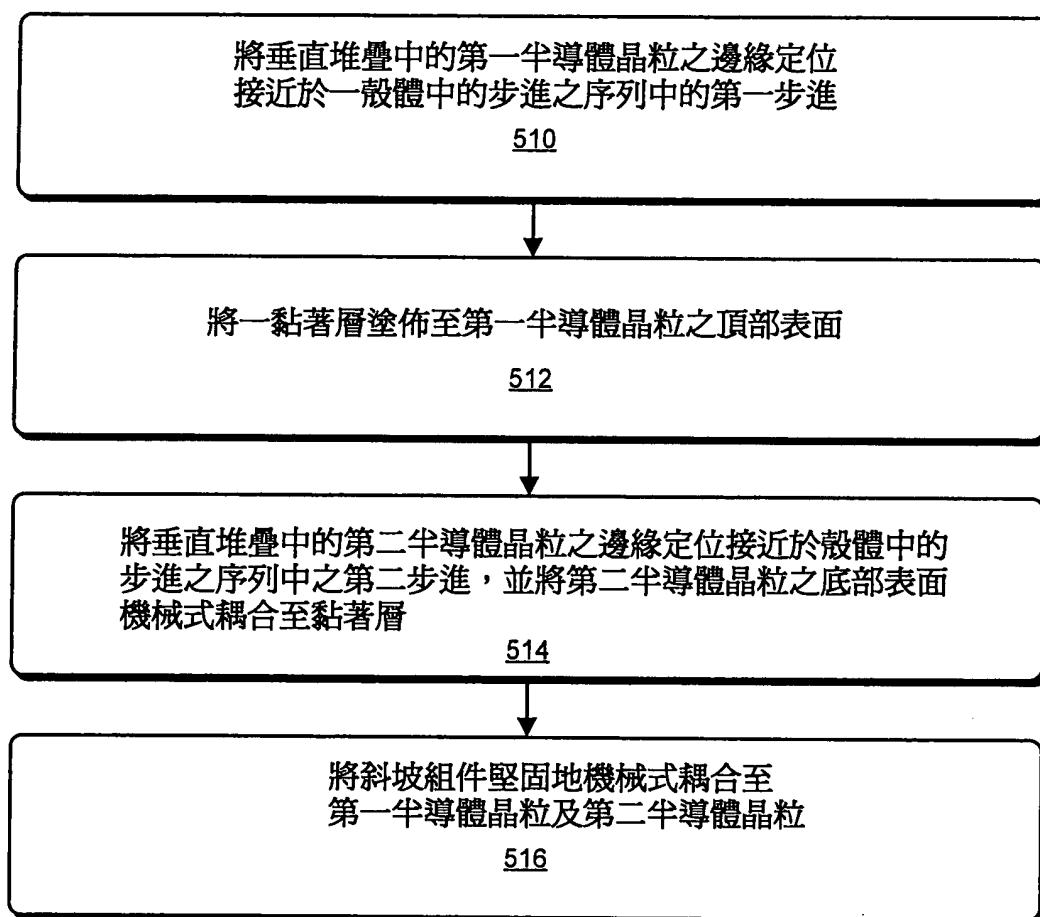 將垂直堆疊中的第一半導體晶粒之邊緣定位
接近於一殼體中的步進之序列中的第一步進
510
將一黏著層塗佈至第一半導體晶粒之頂部表面
512
將垂直堆疊中的第二半導體晶粒之邊緣定位接近於殼體中的
步進之序列中之第二步進，並將第二半導體晶粒之底部表面
機械式耦合至黏著層
514
將斜坡組件堅固地機械式耦合至
第一半導體晶粒及第二半導體晶粒
516